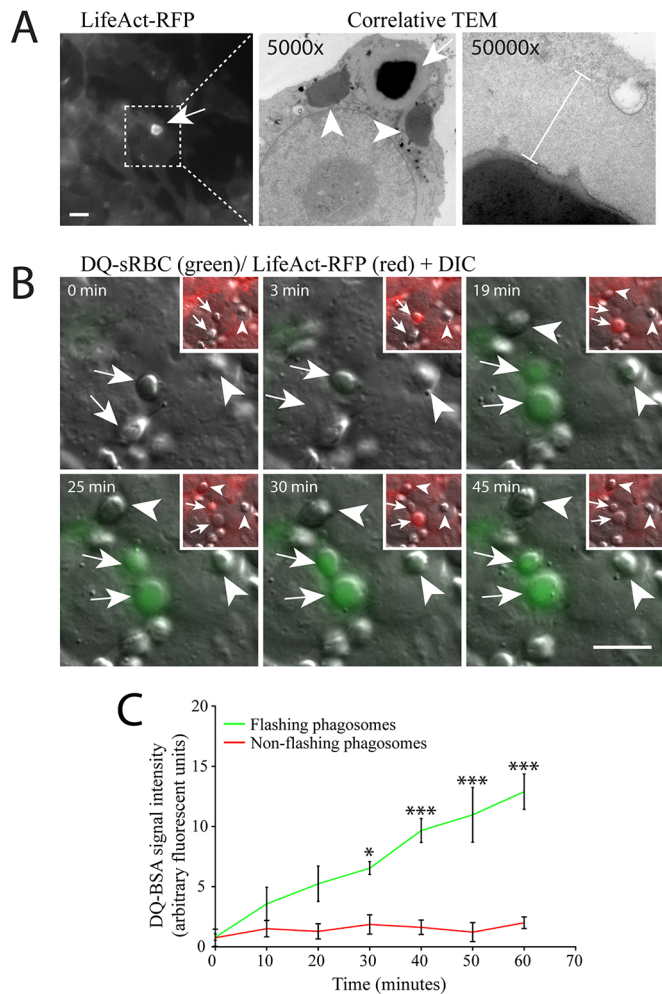 A
LifeAct-RFP
Correlative TEM
5000x
50000x
B
DQ-sRBC (green)/ LifeAct-RFP (red) + DIC
0 min
3 min
19 min
25 min
30 min
45 min
C
DQ-BSA signal intensity
(arbitrary fluorescent units)
20
15
10
5
0
Flashing phagosomes
Non-flashing phagosomes
*
***
***
***
0
10
20
30
40
50
60
70
Time (minutes)